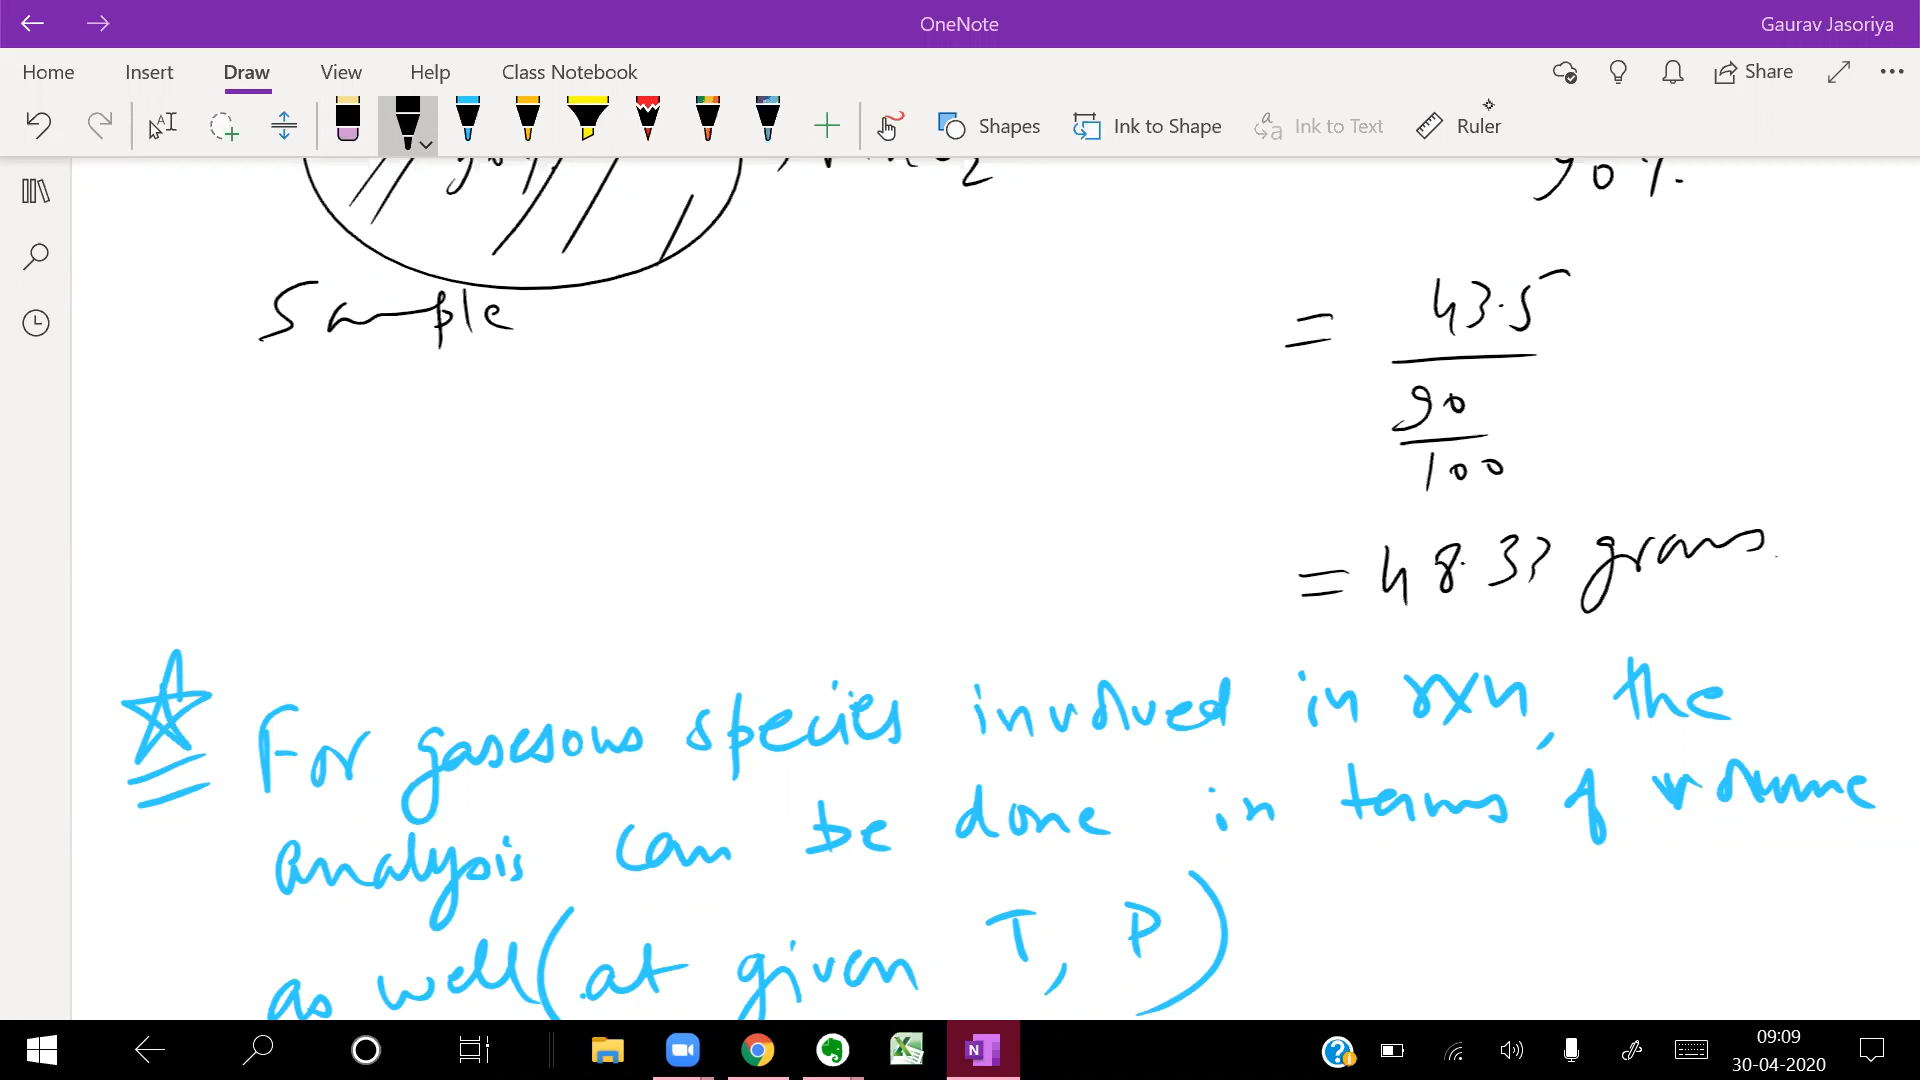 OneNote
Gaurav Jasoriya
Home Insert Draw View Help Class Notebook
Share
Shapes Ink to Shape Ink to Text Ruler
90%.
Sample
= 43.5
90
100
= 48.33 grams.
For gasesous species involved in rxn, the
analysis can be done in terms of volume
as well (at given T, P)
09:09
30-04-2020